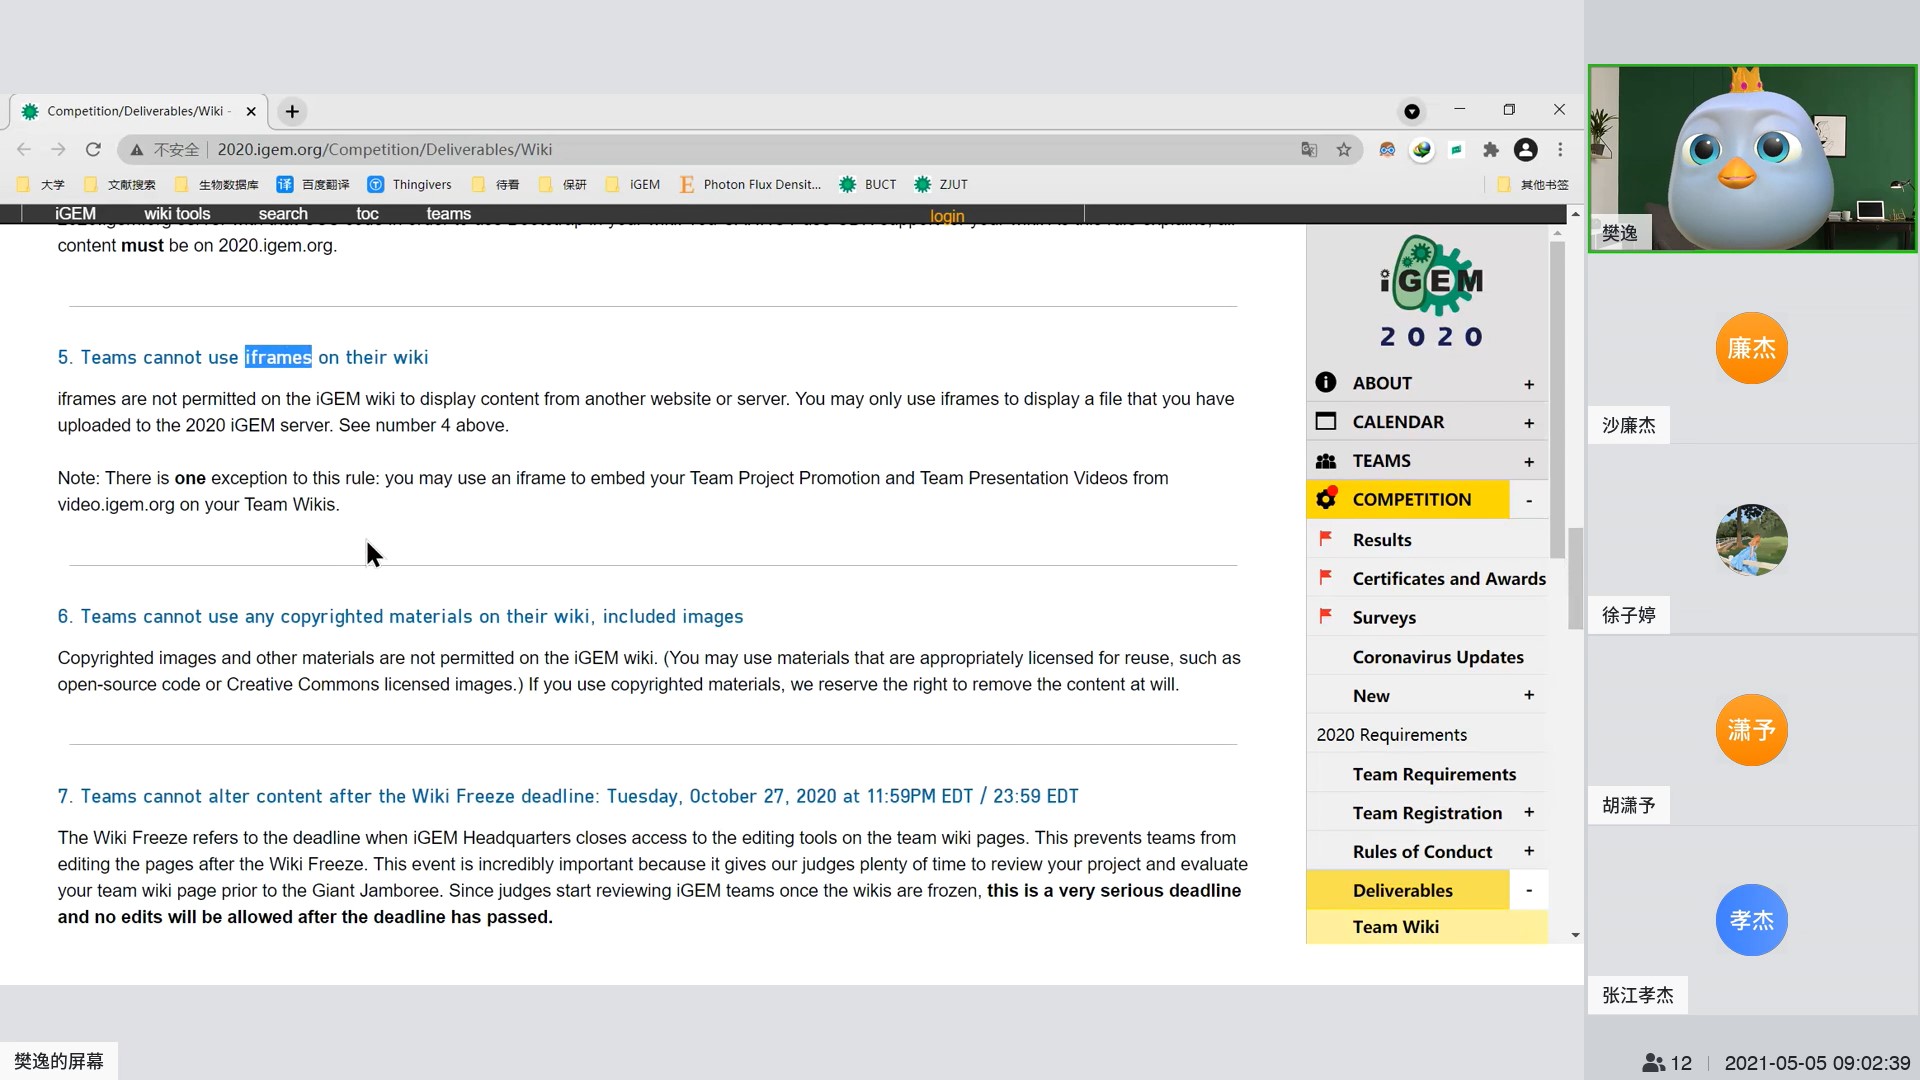 Competition/Deliverables/Wiki -
不安全
2020.igem.org/Competition/Deliverables/Wiki
大学
文献搜索
生物数据库
译 百度翻译
Thingivers
待看
保研
iGEM
Photon Flux Densit...
BUCT
ZJUT
其他书签
iGEM
wiki tools
search
toc
teams
login
content must be on 2020.igem.org.
5. Teams cannot use iframes on their wiki
iframes are not permitted on the iGEM wiki to display content from another website or server. You may only use iframes to display a file that you have
uploaded to the 2020 iGEM server. See number 4 above.
Note: There is one exception to this rule: you may use an iframe to embed your Team Project Promotion and Team Presentation Videos from
video.igem.org on your Team Wikis.
6. Teams cannot use any copyrighted materials on their wiki, included images
Copyrighted images and other materials are not permitted on the iGEM wiki. (You may use materials that are appropriately licensed for reuse, such as
open-source code or Creative Commons licensed images.) If you use copyrighted materials, we reserve the right to remove the content at will.
7. Teams cannot alter content after the Wiki Freeze deadline: Tuesday, October 27, 2020 at 11:59PM EDT / 23:59 EDT
The Wiki Freeze refers to the deadline when iGEM Headquarters closes access to the editing tools on the team wiki pages. This prevents teams from
editing the pages after the Wiki Freeze. This event is incredibly important because it gives our judges plenty of time to review your project and evaluate
your team wiki page prior to the Giant Jamboree. Since judges start reviewing iGEM teams once the wikis are frozen, this is a very serious deadline
and no edits will be allowed after the deadline has passed.
iGEM
2020
ABOUT +
CALENDAR +
TEAMS +
COMPETITION -
Results
Certificates and Awards
Surveys
Coronavirus Updates
New +
2020 Requirements
Team Requirements
Team Registration +
Rules of Conduct +
Deliverables -
Team Wiki
樊逸
廉杰
沙廉杰
徐子婷
潇予
胡潇予
孝杰
张江孝杰
樊逸的屏幕
12
2021-05-05 09:02:39